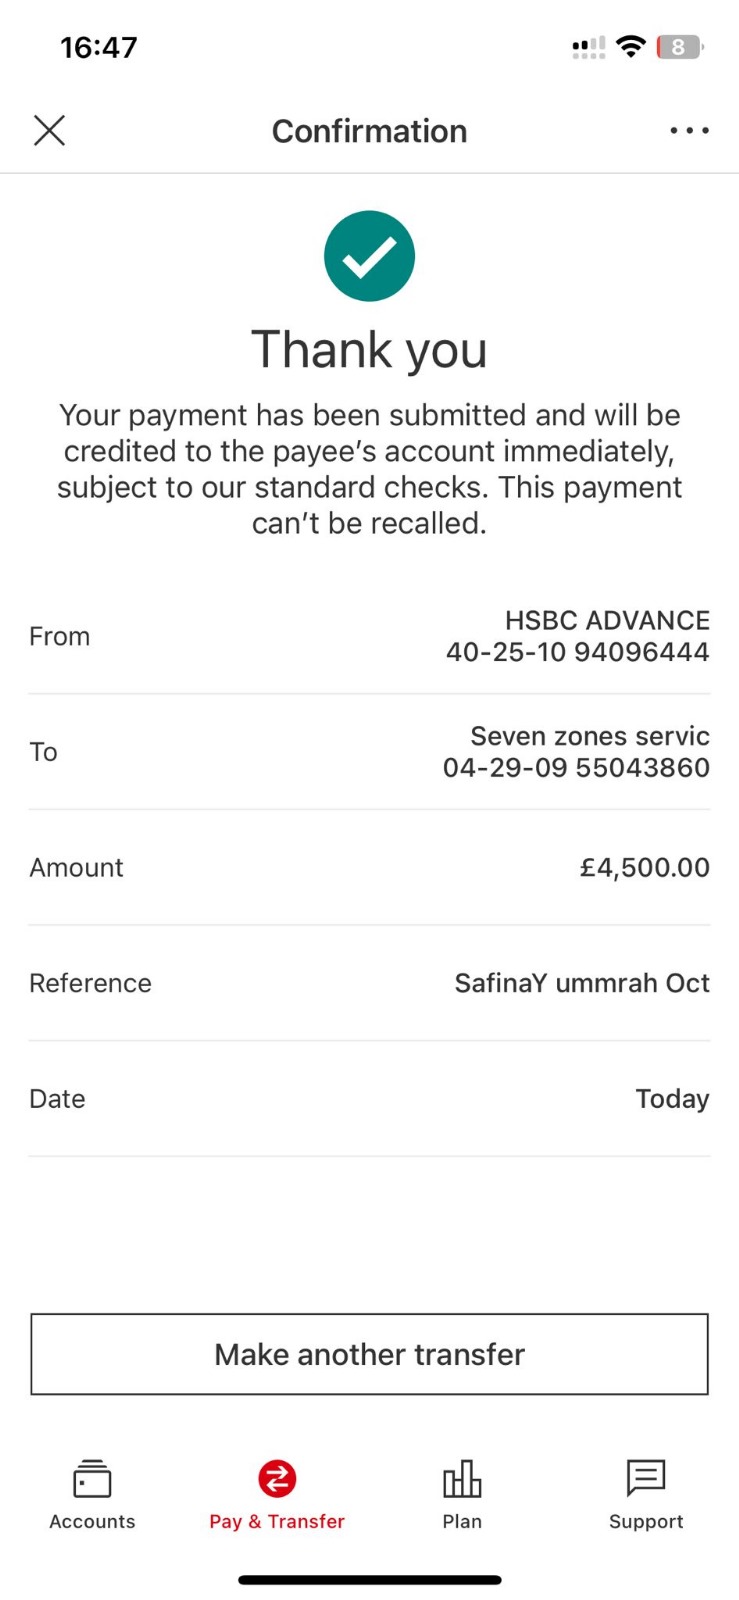 16:47
8
Confirmation
Thank you
Your payment has been submitted and will be
credited to the payee's account immediately,
subject to our standard checks. This payment
can't be recalled.
From
HSBC ADVANCE
40-25-10 94096444
To
Seven zones servic
04-29-09 55043860
Amount
£4,500.00
Reference
SafinaY ummrah Oct
Date
Today
Make another transfer
Accounts
Pay & Transfer
Plan
Support